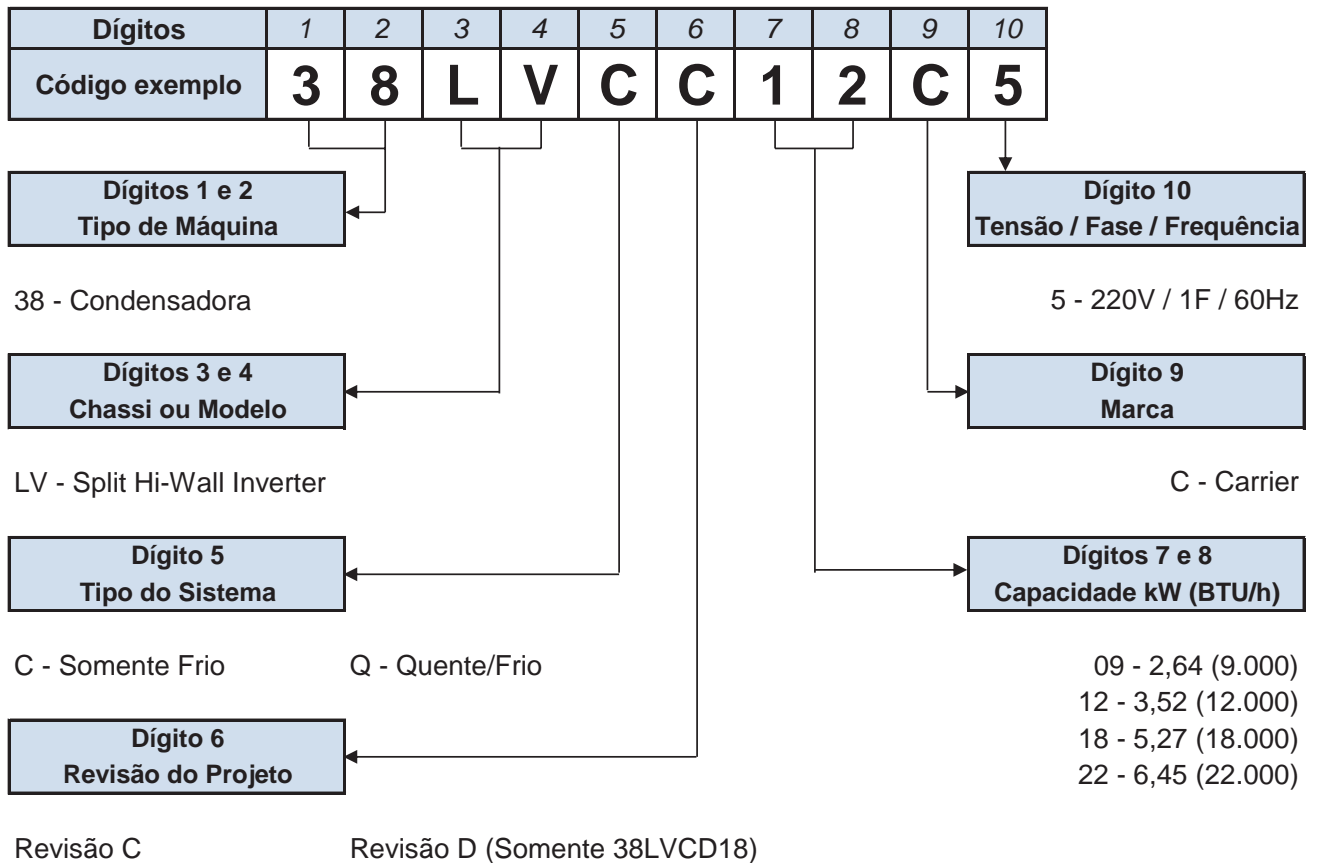 Dígitos 1 2 3 4 5 6 7 8 9 10
Código exemplo 3 8 L V C C 1 2 C 5
Dígitos 1 e 2
Tipo de Máquina
38 - Condensadora
Dígitos 3 e 4
Chassi ou Modelo
LV - Split Hi-Wall Inverter
Dígito 5
Tipo do Sistema
C - Somente Frio Q - Quente/Frio
Dígito 6
Revisão do Projeto
Revisão C Revisão D (Somente 38LVCD18)
Dígito 10
Tensão / Fase / Frequência
5 - 220V / 1F / 60Hz
Dígito 9
Marca
C - Carrier
Dígitos 7 e 8
Capacidade kW (BTU/h)
09 - 2,64 (9.000)
12 - 3,52 (12.000)
18 - 5,27 (18.000)
22 - 6,45 (22.000)